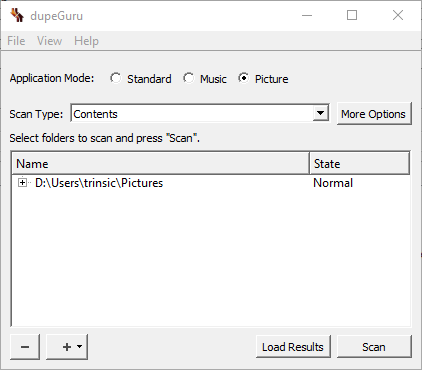 dupeGuru
File View Help
Application Mode: Standard Music Picture
Scan Type: Contents More Options
Select folders to scan and press "Scan".
Name State
D:\Users\trinsic\Pictures Normal
Load Results Scan